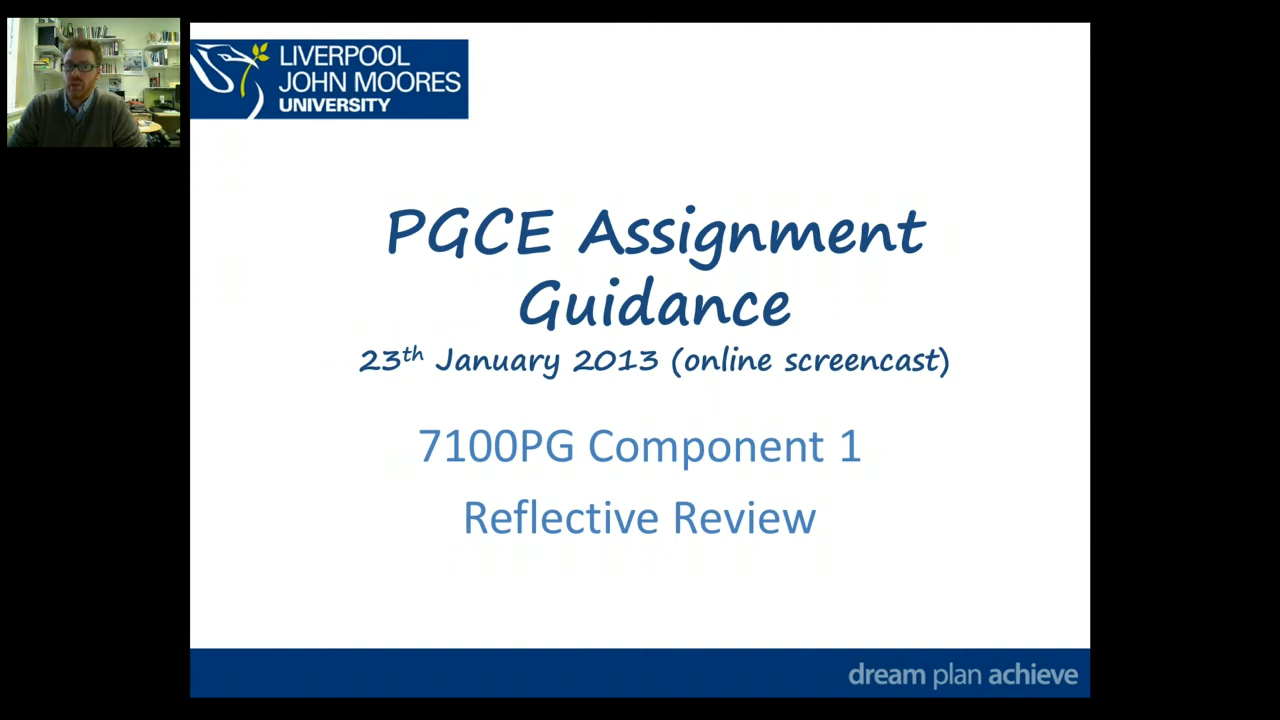 LIVERPOOL
JOHN MOORES
UNIVERSITY
PGCE Assignment
Guidance
23th January 2013 (online screencast)
7100PG Component 1
Reflective Review
dream plan achieve